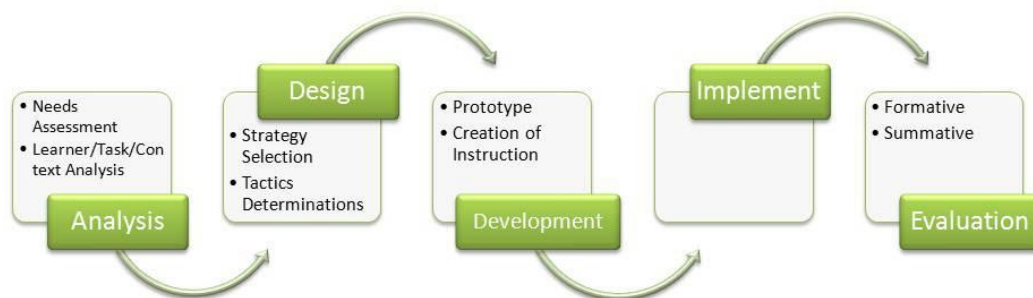 • Needs
Assessment
• Learner/Task/Con
text Analysis
Analysis
Design
• Strategy
Selection
• Tactics
Determinations
• Prototype
• Creation of
Instruction
Development
Implement
• Formative
• Summative
Evaluation